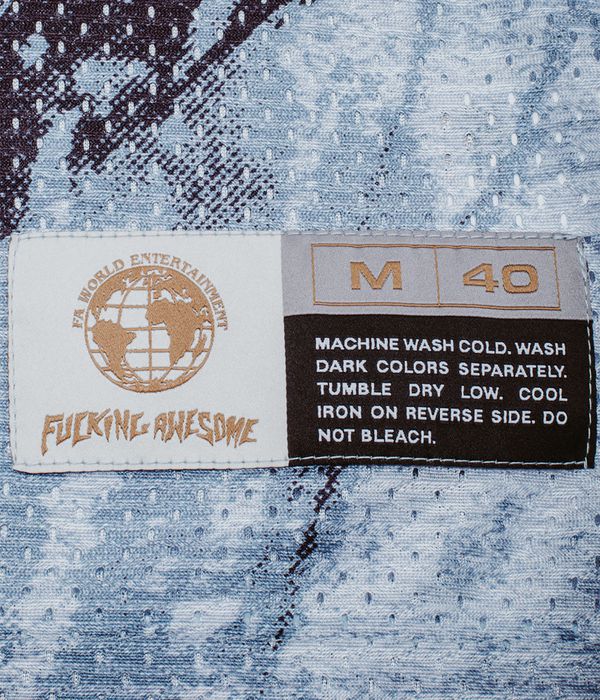 FA WORLD ENTERTAINMENT
FUCKING AWESOME
M 40
MACHINE WASH COLD. WASH
DARK COLORS SEPARATELY.
TUMBLE DRY LOW. COOL
IRON ON REVERSE SIDE. DO
NOT BLEACH.